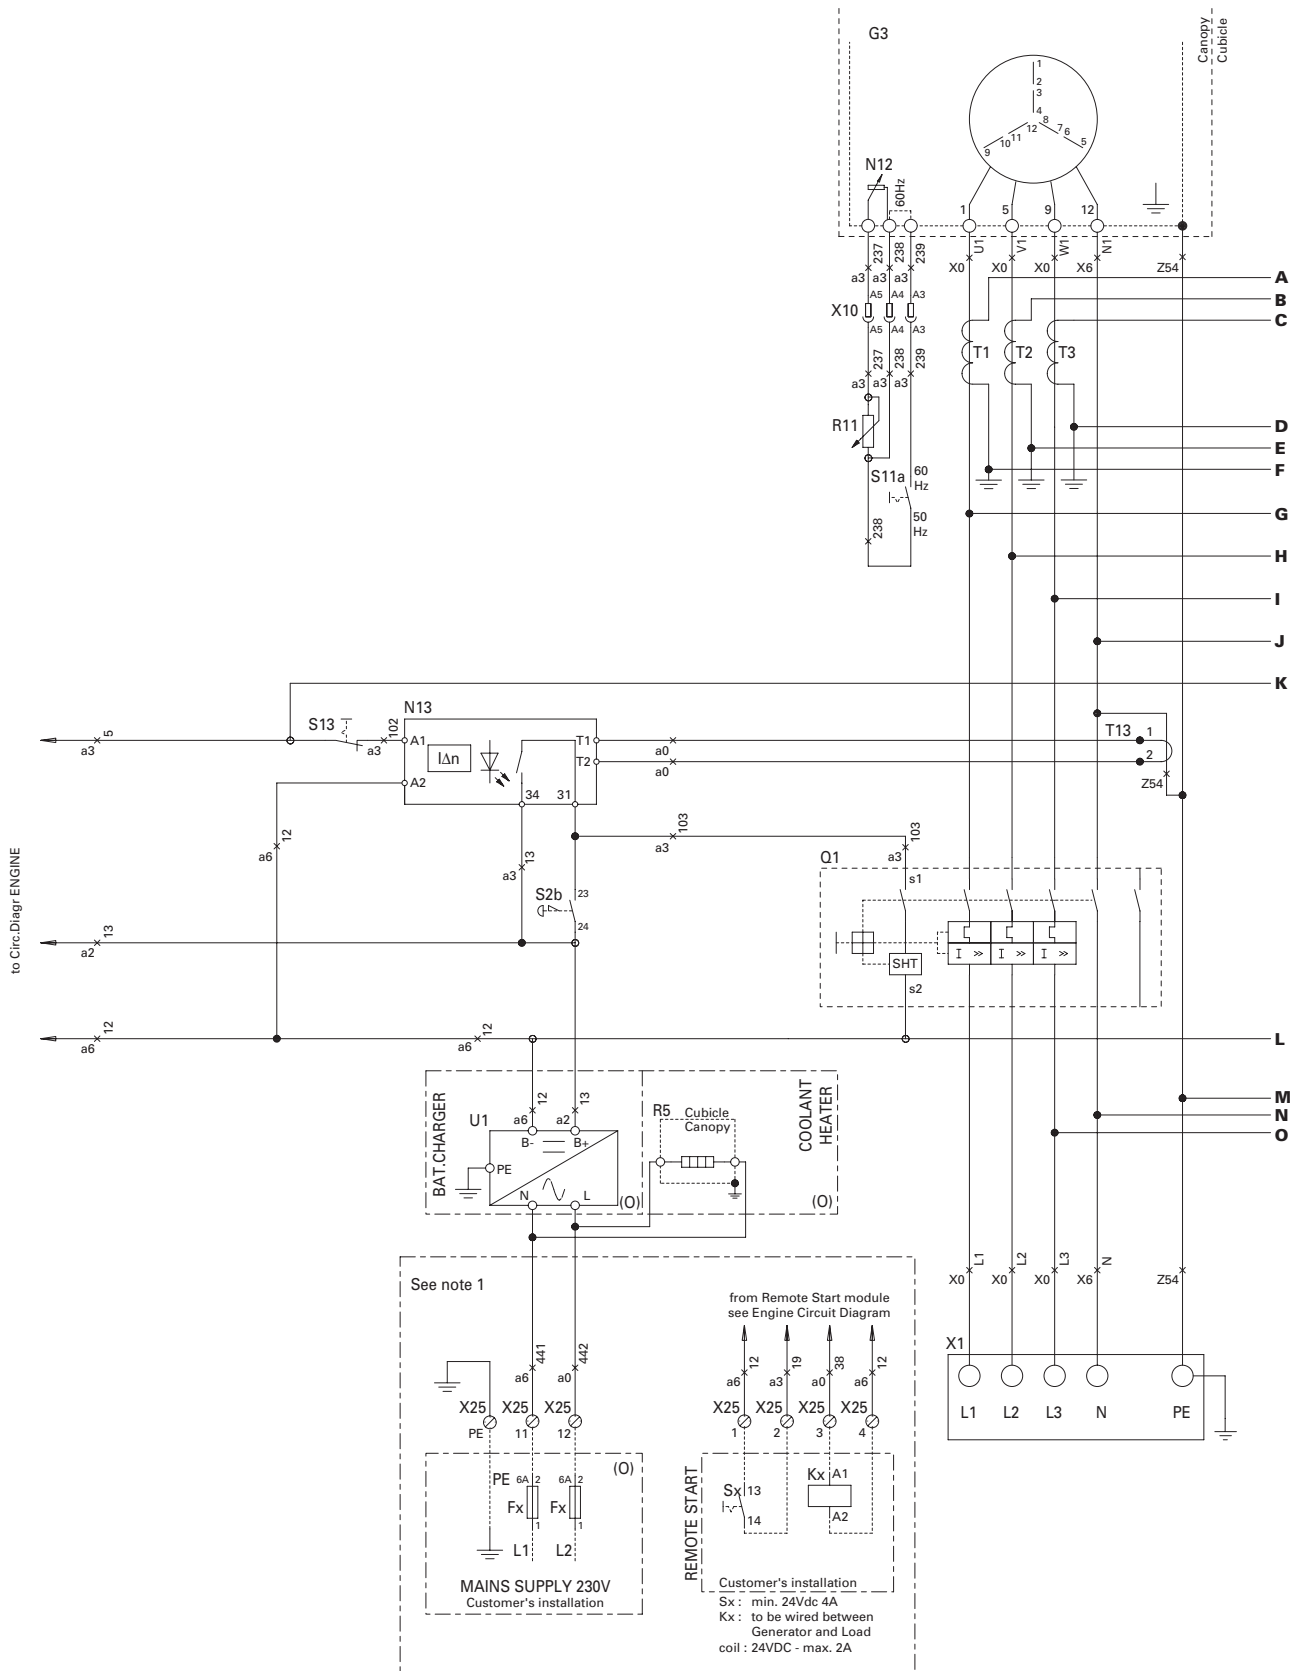 G3
Canopy
Cubicle
1
2
3
4
8
7
6
5
12
11
10
9
N12
60Hz
1
5
9
12
237
238
239
U1
V1
W1
N1
a3
a3
a3
X0
X0
X0
X6
Z54
A
B
C
A5
A4
A3
X10
A5
A4
A3
237
238
239
T1
T2
T3
a3
a3
a3
R11
D
E
F
S11a
60
Hz
50
Hz
238
G
H
I
J
K
S13
N13
5
a3
102
a3
A1
A2
I∆n
T1
T2
a0
a0
T13
1
2
Z54
34
31
12
a6
13
a3
103
a3
103
a3
S2b
23
24
Q1
s1
SHT
s2
I >>
I >>
I >>
to Circ.Diagr ENGINE
13
a2
12
a6
12
a6
L
M
N
O
BAT.CHARGER
U1
12
a6
13
a2
B-
B+
PE
N
L
(O)
R5
Cubicle
Canopy
COOLANT
HEATER
(O)
See note 1
from Remote Start module
see Engine Circuit Diagram
441
a6
442
a0
12
a6
19
a3
38
a0
12
a6
X25
X25
X25
PE
11
12
X25
X25
X25
X25
1
2
3
4
L1
L2
L3
N
X0
X0
X0
X6
Z54
X1
L1
L2
L3
N
PE
(O)
PE
6A
2
6A
2
Fx
Fx
1
1
L1
L2
MAINS SUPPLY 230V
Customer's installation
REMOTE START
Sx
13
14
Kx
A1
A2
Customer's installation
Sx : min. 24Vdc 4A
Kx : to be wired between
Generator and Load
coil : 24VDC - max. 2A